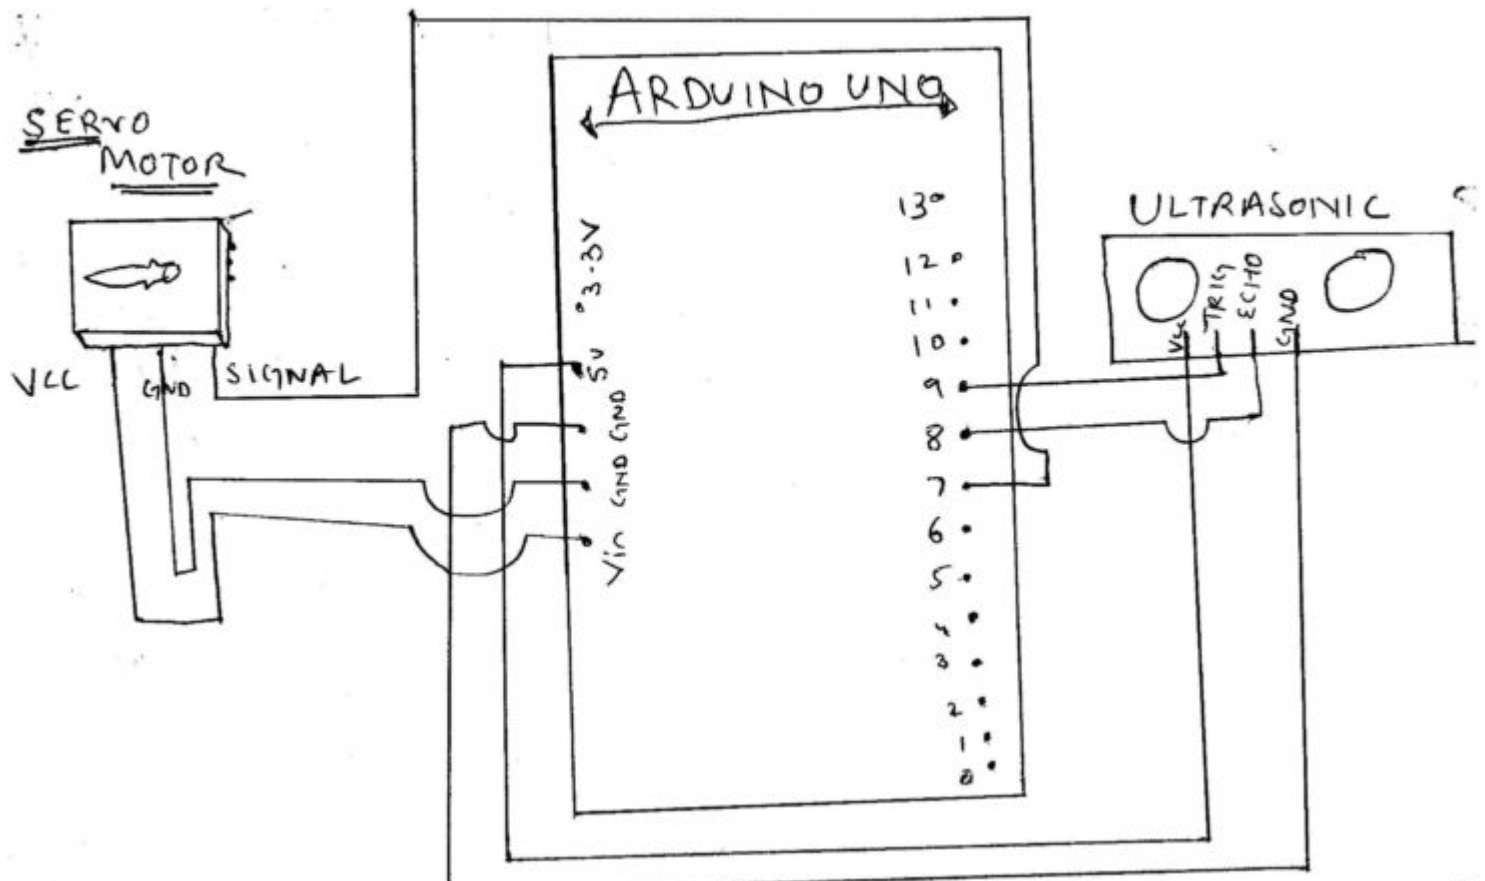 ARDUINO UNO
SERVO
MOTOR
VCC
GND
SIGNAL
3.3V
5V
GND
GND
Vin
13
12
11
10
9
8
7
6
5
4
3
2
1
0
ULTRASONIC
VCC
TRIG
ECHO
GND